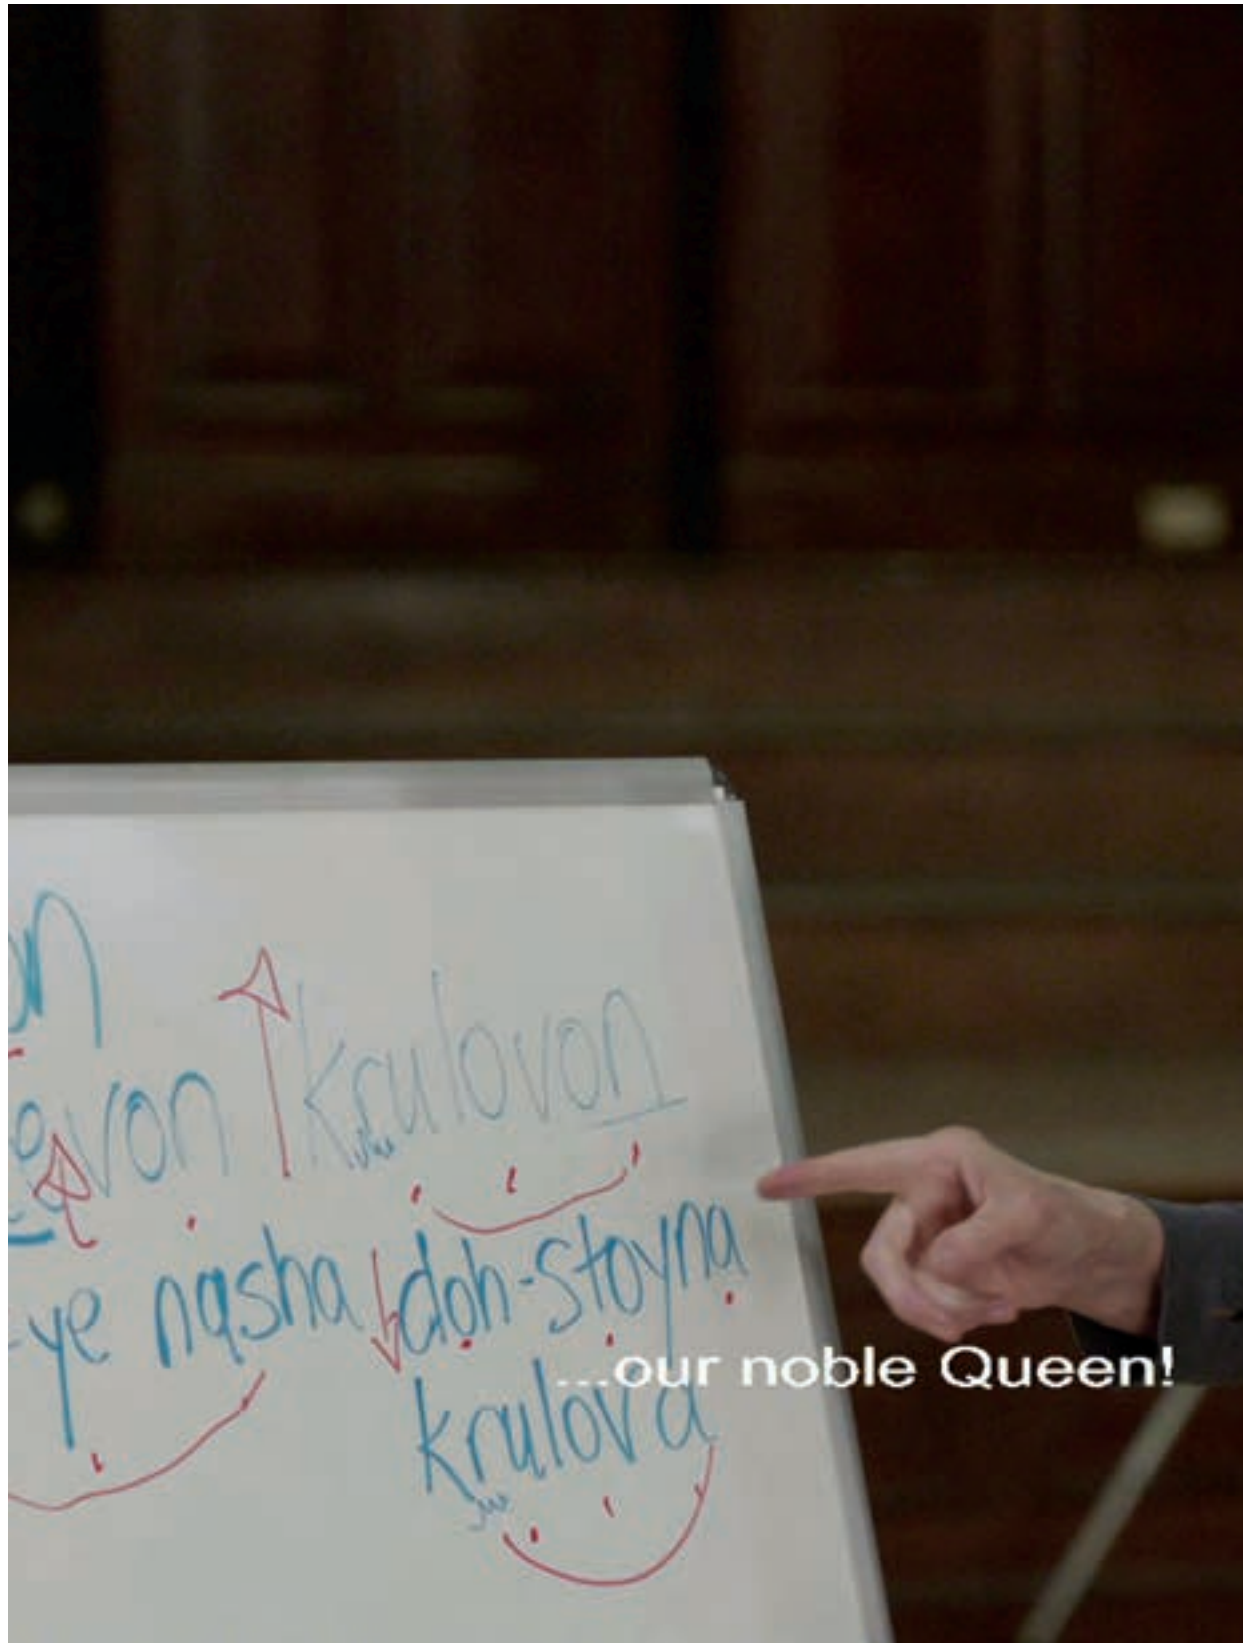 on
von krulovon
-ye nasha doh-stoyna
...our noble Queen!
krulova